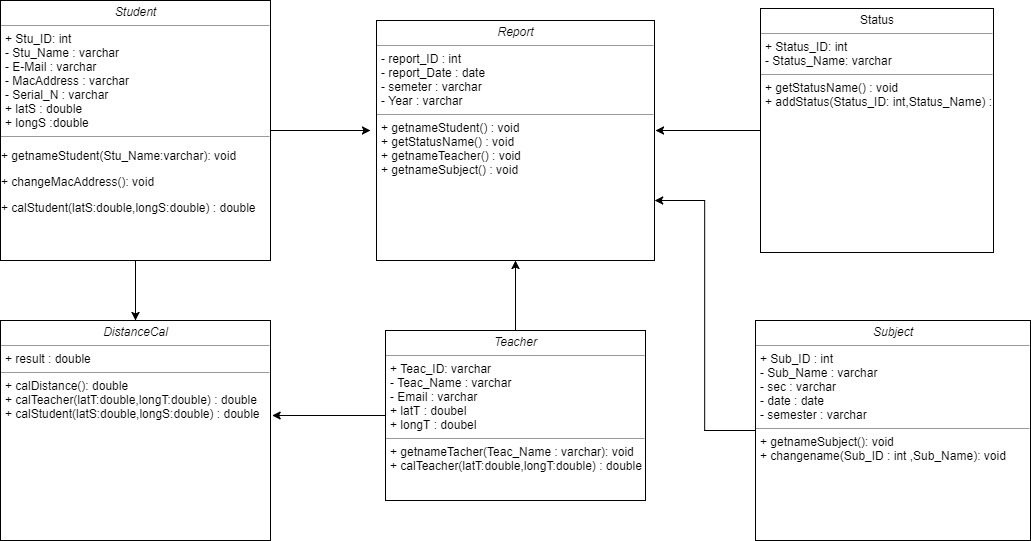 Student
+ Stu_ID: int
- Stu_Name : varchar
- E-Mail : varchar
- MacAddress : varchar
- Serial_N : varchar
+ latS : double
+ longS :double
+ getnameStudent(Stu_Name:varchar): void
+ changeMacAddress(): void
+ calStudent(latS:double,longS:double) : double
Report
- report_ID : int
- report_Date : date
- semeter : varchar
- Year : varchar
+ getnameStudent() : void
+ getStatusName() : void
+ getnameTeacher() : void
+ getnameSubject() : void
Status
+ Status_ID: int
- Status_Name: varchar
+ getStatusName() : void
+ addStatus(Status_ID: int,Status_Name) :
DistanceCal
+ result : double
+ calDistance(): double
+ calTeacher(latT:double,longT:double) : double
+ calStudent(latS:double,longS:double) : double
Teacher
+ Teac_ID: varchar
- Teac_Name : varchar
- Email : varchar
+ latT : doubel
+ longT : doubel
+ getnameTacher(Teac_Name : varchar): void
+ calTeacher(latT:double,longT:double) : double
Subject
+ Sub_ID : int
- Sub_Name : varchar
- sec : varchar
- date : date
- semester : varchar
+ getnameSubject(): void
+ changename(Sub_ID : int ,Sub_Name): void